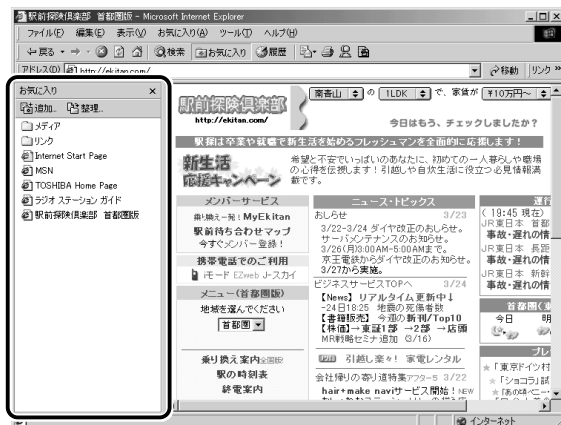 駅前探険倶楽部 首都圏版 - Microsoft Internet Explorer
ファイル(F) 編集(E) 表示(V) お気に入り(A) ツール(T) ヘルプ(H)
戻る 検索 お気に入り 履歴
アドレス(D) http://ekitan.com/ 移動 リンク »
お気に入り ×
追加... 整理...
メディア
リンク
Internet Start Page
MSN
TOSHIBA Home Page
ラジオ ステーション ガイド
駅前探険倶楽部 首都圏版
駅前探険倶楽部
http://ekitan.com/
南青山 の 1LDK で、家賃が ¥10万円~
今日はもう、チェックしましたか?
駅探は卒業や就職で新生活を始めるフレッシュマンを全面的に応援します!
新生活
応援キャンペーン
希望と不安でいっぱいのあなたに、初めての一人暮らしや職場
の心得を伝授します!引越しや自炊生活に役立つ必見情報満
載です。
メンバーサービス
乗り換え一発!MyEkitan
駅前待ち合わせマップ
今すぐメンバー登録!
携帯電話でのご利用
iモード EZweb J-スカイ
メニュー(首都圏版)
地域を選んでください
首都圏
乗り換え案内全国版
駅の時刻表
終電案内
ニュース・トピックス
おしらせ 3/23
3/22-3/24 ダイヤ改正のおしらせ。
サーバメンテナンスのお知らせ。
3/26(月)3:00AM-5:00AMまで。
京王電鉄からダイヤ改正のお知らせ。
3/27から実施。
ビジネスサービスTOPへ 3/24
【News】リアルタイム更新中↓
-24日18:25 地震の死傷者数
【書籍販売】今週の新刊/Top10
【株価】→東証1部 →2部 →店頭
MR戦略セミナ追加 (3/16)
引越し楽々! 家電レンタル
会社帰りの寄り道特集アフター5 3/22
hair+make naviサービス開始!NEW
運行
(19:45 現在)
JR東日本 首都
事故・遅れの情
JR東日本 長距
事故・遅れの情
JR東日本 新幹
事故・遅れの情
首都圏(東
今日 明
プレ
★「東京ドイツ村
★「ショコラ」試
インターネット